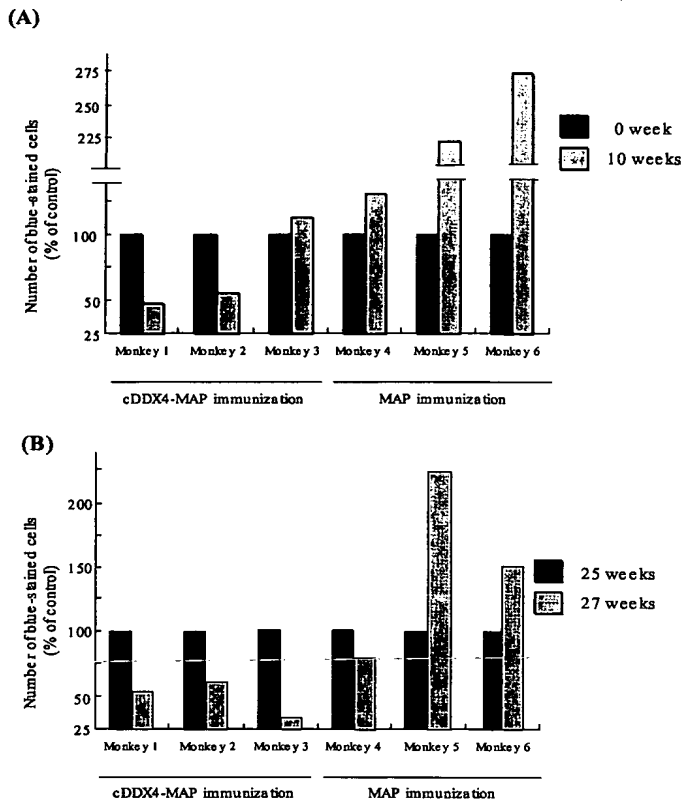 (A)
Number of blue-stained cells
(% of control)
275
250
225
100
50
25
0 week
10 weeks
Monkey 1 Monkey 2 Monkey 3 Monkey 4 Monkey 5 Monkey 6
cDDX4-MAP immunization MAP immunization
(B)
Number of blue-stained cells
(% of control)
200
150
100
50
25
25 weeks
27 weeks
Monkey 1 Monkey 2 Monkey 3 Monkey 4 Monkey 5 Monkey 6
cDDX4-MAP immunization MAP immunization